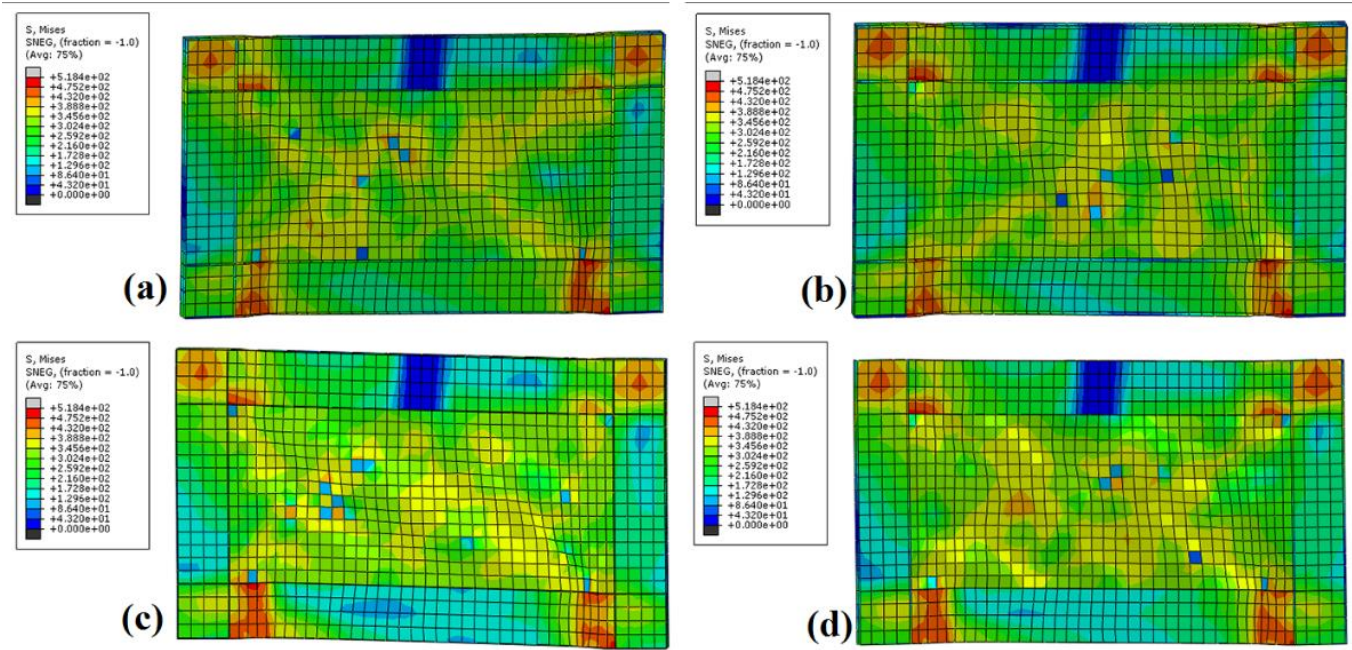 S, Mises
SNEG, (fraction = -1.0)
(Avg: 75%)
+5.184e+02
+4.752e+02
+4.320e+02
+3.888e+02
+3.456e+02
+3.024e+02
+2.592e+02
+2.160e+02
+1.728e+02
+1.296e+02
+8.640e+01
+4.320e+01
+0.000e+00
(a)
S, Mises
SNEG, (fraction = -1.0)
(Avg: 75%)
+5.184e+02
+4.752e+02
+4.320e+02
+3.888e+02
+3.456e+02
+3.024e+02
+2.592e+02
+2.160e+02
+1.728e+02
+1.296e+02
+8.640e+01
+4.320e+01
+0.000e+00
(b)
S, Mises
SNEG, (fraction = -1.0)
(Avg: 75%)
+5.184e+02
+4.752e+02
+4.320e+02
+3.888e+02
+3.456e+02
+3.024e+02
+2.592e+02
+2.160e+02
+1.728e+02
+1.296e+02
+8.640e+01
+4.320e+01
+0.000e+00
(c)
S, Mises
SNEG, (fraction = -1.0)
(Avg: 75%)
+5.184e+02
+4.752e+02
+4.320e+02
+3.888e+02
+3.456e+02
+3.024e+02
+2.592e+02
+2.160e+02
+1.728e+02
+1.296e+02
+8.640e+01
+4.320e+01
+0.000e+00
(d)